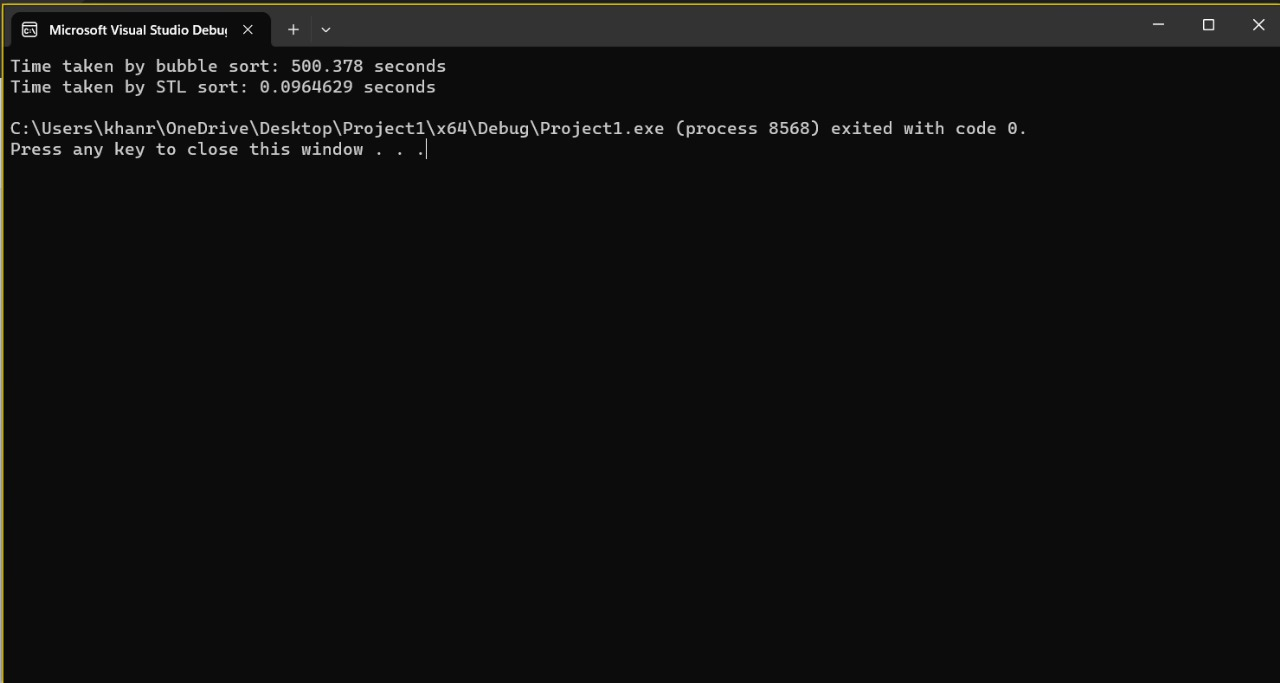 Microsoft Visual Studio Debug
Time taken by bubble sort: 500.378 seconds
Time taken by STL sort: 0.0964629 seconds
C:\Users\khanr\OneDrive\Desktop\Project1\x64\Debug\Project1.exe (process 8568) exited with code 0.
Press any key to close this window . . .